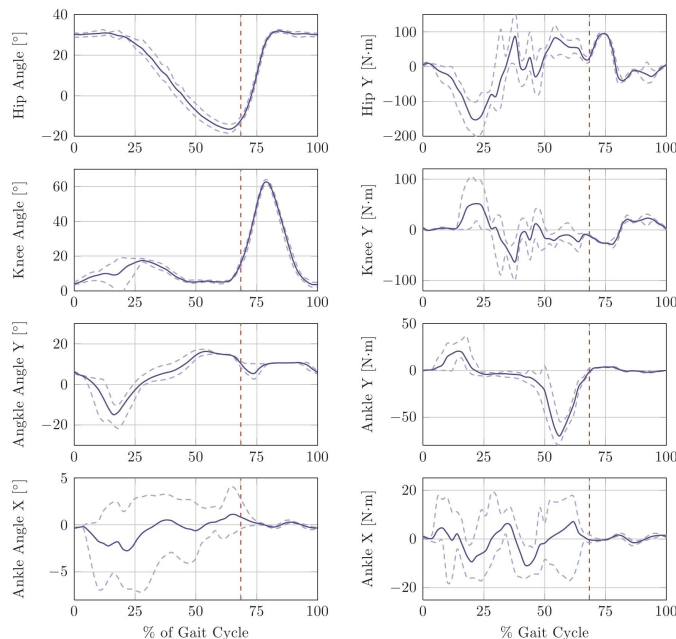 Hip Angle [°]
40
20
0
−20
0 25 50 75 100
Hip Y [N·m]
100
0
−100
−200
0 25 50 75 100
Knee Angle [°]
60
40
20
0
0 25 50 75 100
Knee Y [N·m]
100
0
−100
0 25 50 75 100
Angkle Angle Y [°]
20
0
−20
0 25 50 75 100
Ankle Y [N·m]
50
0
−50
0 25 50 75 100
Ankle Angle X [°]
5
0
−5
0 25 50 75 100
% of Gait Cycle
Ankle X [N·m]
20
0
−20
0 25 50 75 100
% Gait Cycle